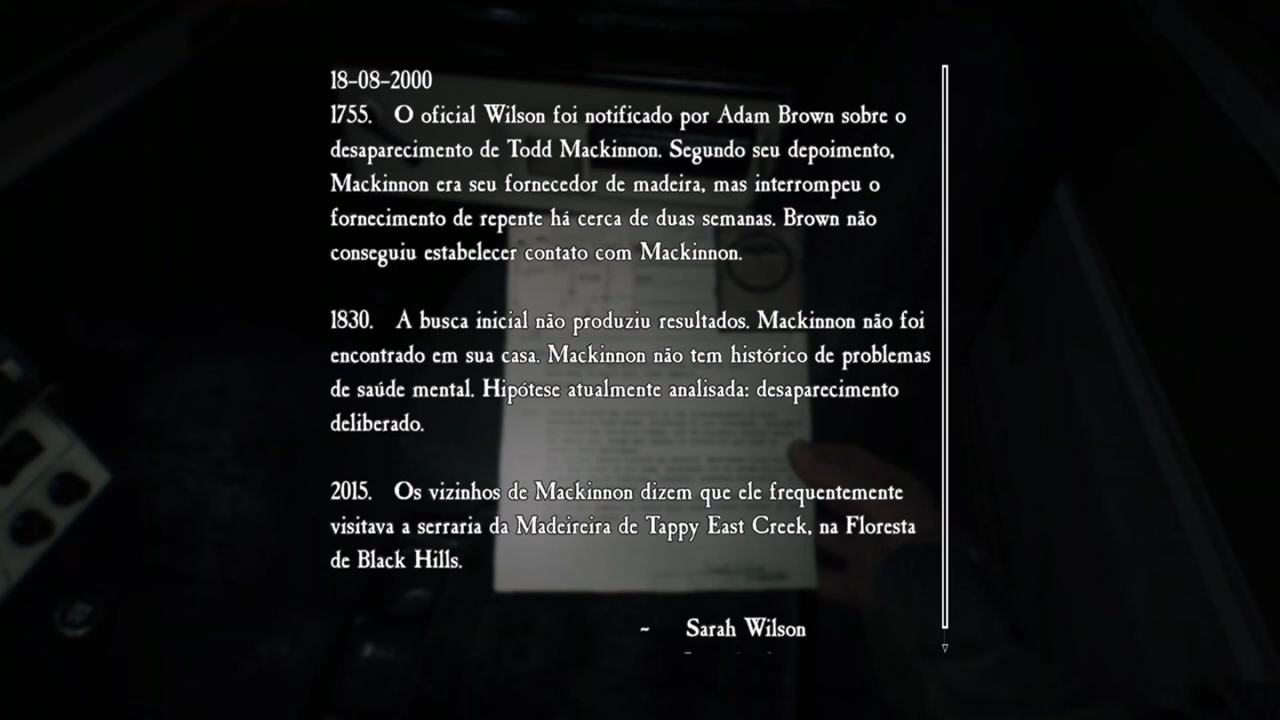 18-08-2000
1755. O oficial Wilson foi notificado por Adam Brown sobre o
desaparecimento de Todd Mackinnon. Segundo seu depoimento,
Mackinnon era seu fornecedor de madeira, mas interrompeu o
fornecimento de repente há cerca de duas semanas. Brown não
conseguiu estabelecer contato com Mackinnon.
1830. A busca inicial não produziu resultados. Mackinnon não foi
encontrado em sua casa. Mackinnon não tem histórico de problemas
de saúde mental. Hipótese atualmente analisada: desaparecimento
deliberado.
2015. Os vizinhos de Mackinnon dizem que ele frequentemente
visitava a serraria da Madeireira de Tappy East Creek, na Floresta
de Black Hills.
- Sarah Wilson